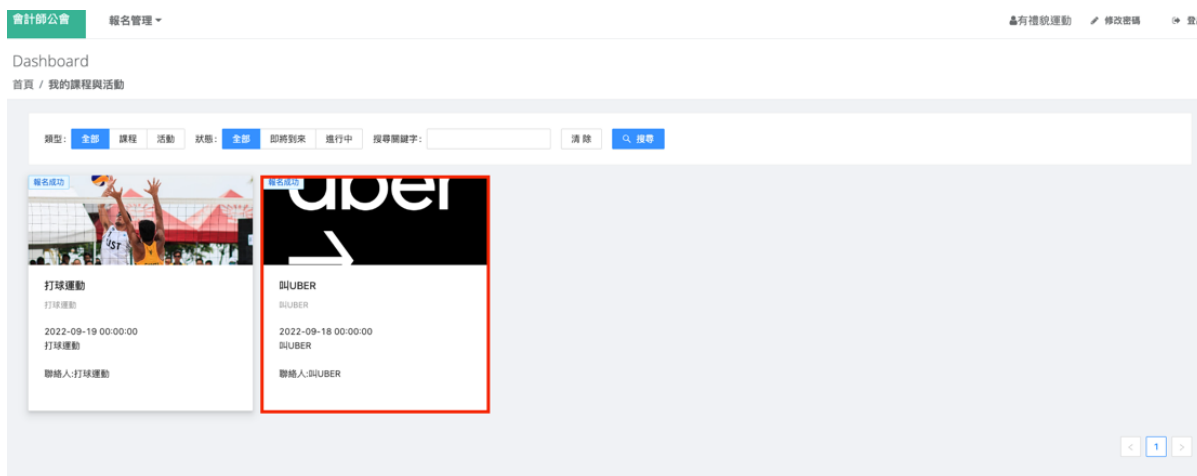 會計師公會 報名管理 有禮貌運動 修改密碼
Dashboard
首頁 / 我的課程與活動
類型: 全部 課程 活動 狀態: 全部 即將到來 進行中 搜尋關鍵字: 清除 搜尋
報名成功
打球運動
打球運動
2022-09-19 00:00:00
打球運動
聯絡人:打球運動
報名成功
uber
叫UBER
叫UBER
2022-09-18 00:00:00
叫UBER
聯絡人:叫UBER
< 1 >